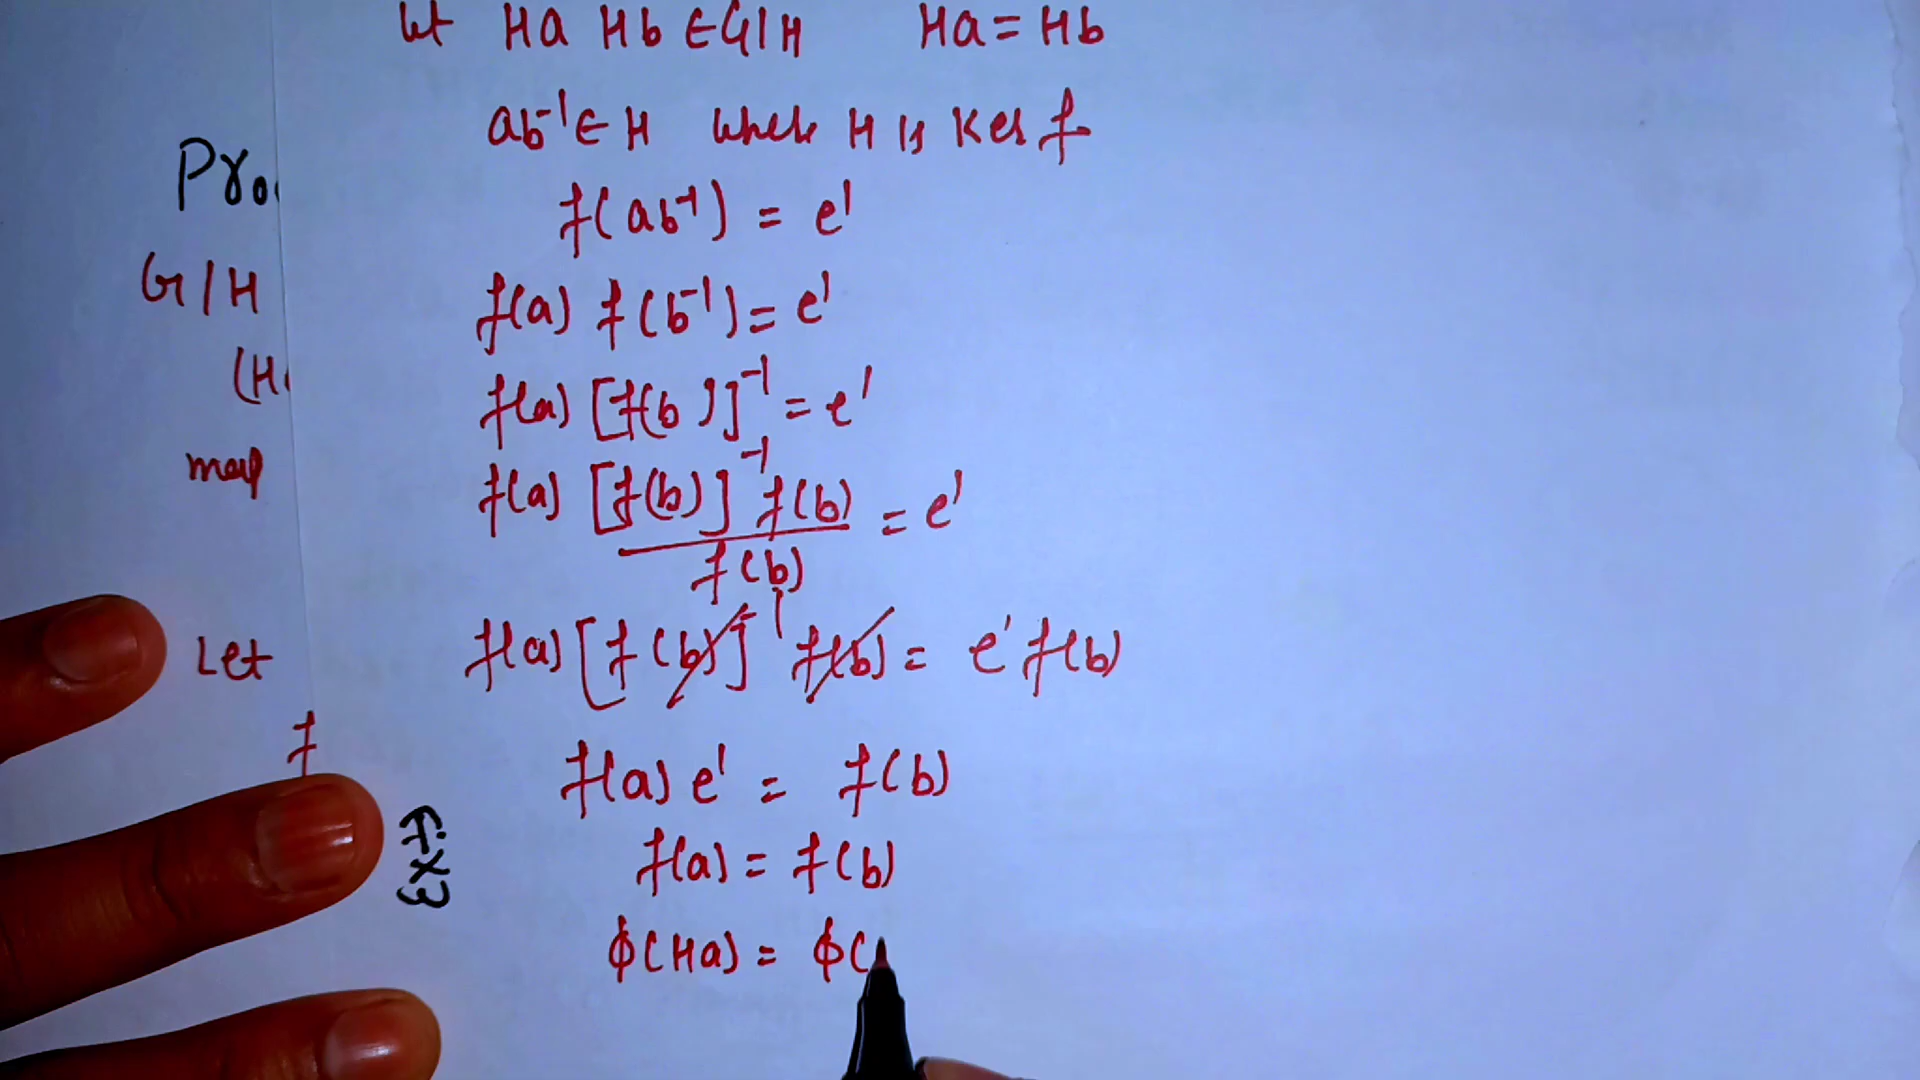 Let Ha Hb ∈ G/H Ha = Hb
ab⁻¹ ∈ H where H is Ker f
Pro
f(ab⁻¹) = e'
G/H
f(a) f(b⁻¹) = e'
(H
f(a) [f(b)]⁻¹ = e'
map
f(a) [f(b)]⁻¹ f(b) = e'
f(b)
Let
f(a) [f(b)]⁻¹ f(b) = e' f(b)
f
f(a) e' = f(b)
f(a) = f(b)
φ(Ha) = φ(